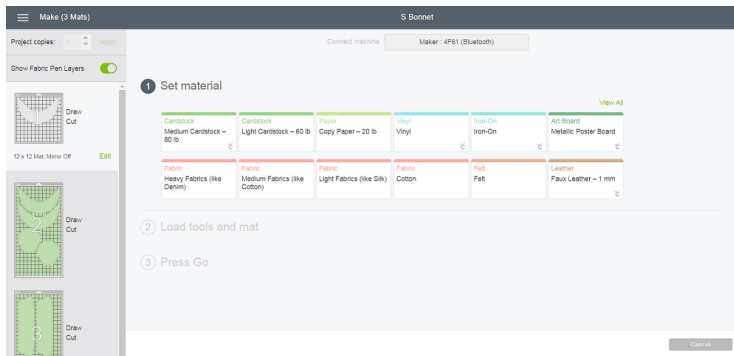 Make (3 Mats)
S Bonnet
Project copies:
Apply
Connect machine
Maker : 4F61 (Bluetooth)
Show Fabric Pen Layers
1 Set material
View All
Draw
Cut
12 x 12 Mat, Mirror Off
Edit
Cardstock
Medium Cardstock –
80 lb
Cardstock
Light Cardstock – 60 lb
Paper
Copy Paper – 20 lb
Vinyl
Vinyl
Iron-On
Iron-On
Art Board
Metallic Poster Board
Fabric
Heavy Fabrics (like
Denim)
Fabric
Medium Fabrics (like
Cotton)
Fabric
Light Fabrics (like Silk)
Fabric
Cotton
Felt
Felt
Leather
Faux Leather – 1 mm
2
Draw
Cut
2 Load tools and mat
3 Press Go
3
Draw
Cut
Cancel